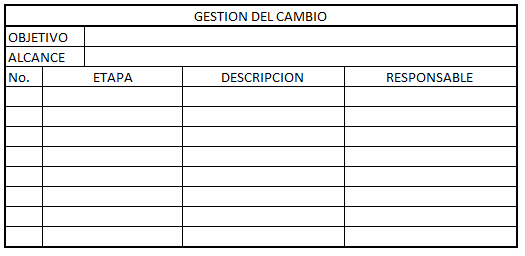 GESTION DEL CAMBIO
OBJETIVO
ALCANCE
No. ETAPA DESCRIPCION RESPONSABLE